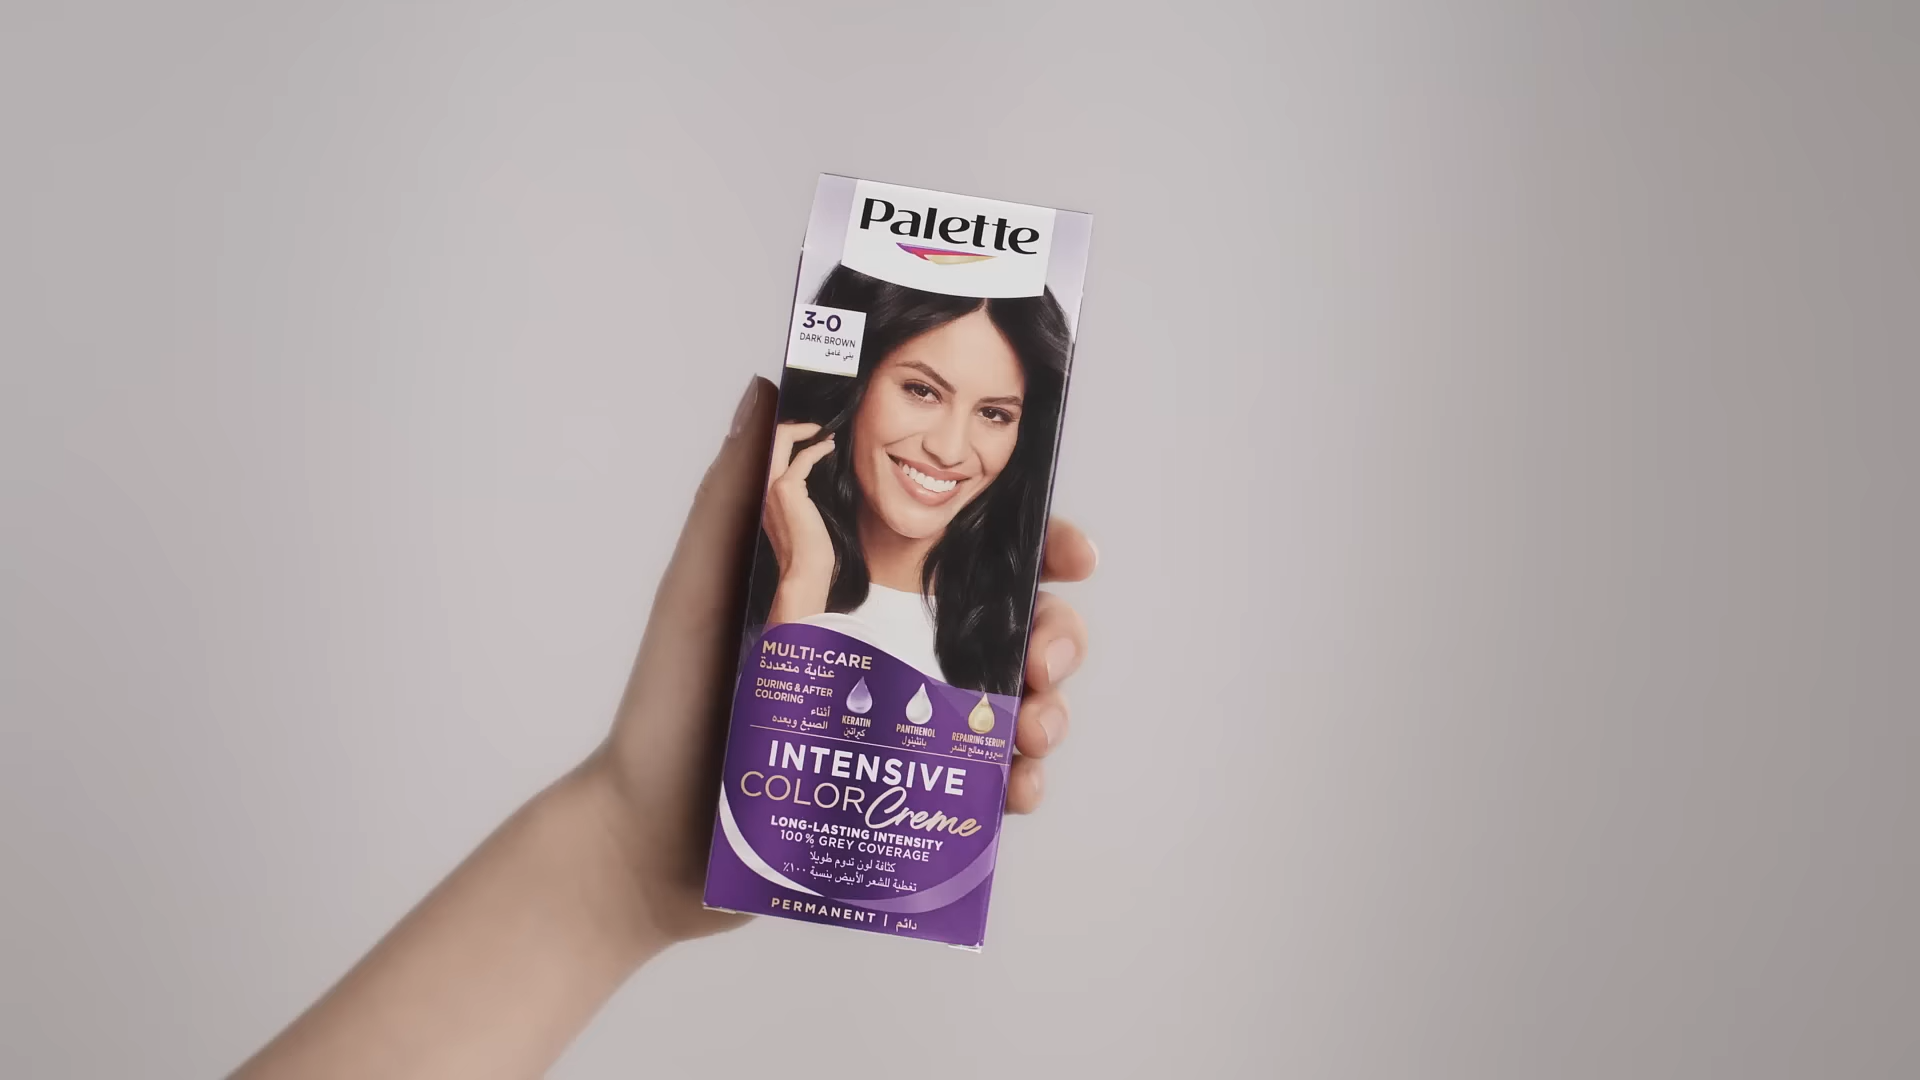 Palette
3-0
DARK BROWN
بني غامق
MULTI-CARE
عناية متعددة
DURING & AFTER
COLORING
أثناء
الصبغ وبعده
KERATIN
كيراتين
PANTHENOL
بانثينول
REPAIRING SERUM
سيروم معالج للشعر
INTENSIVE
COLOR Creme
LONG-LASTING INTENSITY
100% GREY COVERAGE
كثافة لون تدوم طويلاً
تغطية للشعر الأبيض بنسبة ١٠٠٪
PERMANENT | دائم